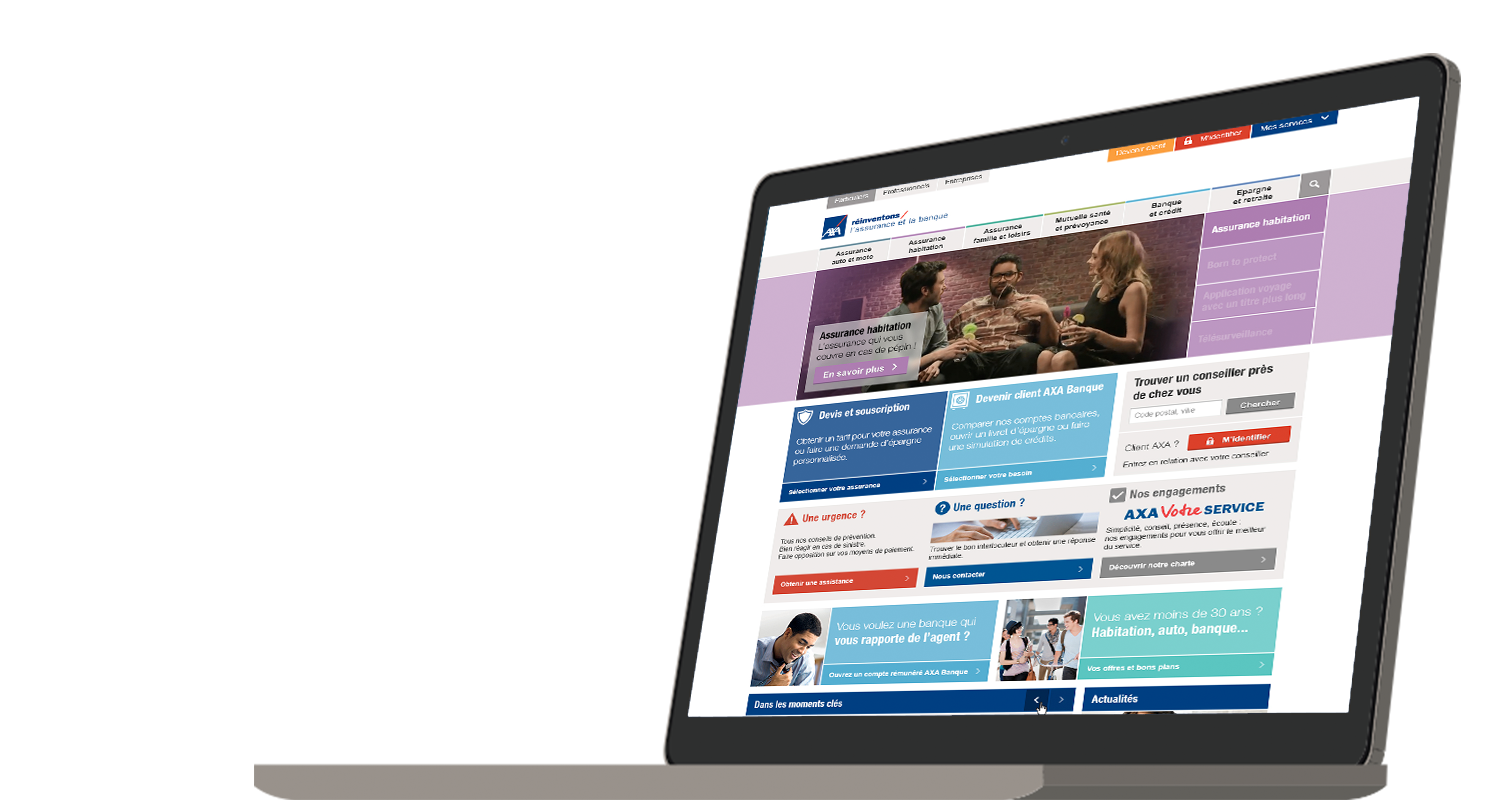 Devenir client
M'identifier
Mes services
Particuliers
Professionnels
Entreprises
AXA
réinventons/
l'assurance et la banque
Assurance
auto et moto
Assurance
habitation
Assurance
famille et loisirs
Mutuelle santé
et prévoyance
Banque
et crédit
Epargne
et retraite
Assurance habitation
L'assurance qui vous
couvre en cas de pépin !
En savoir plus
Assurance habitation
Born to protect
Application voyage
avec un titre plus long
Télésurveillance
Devis et souscription
Obtenir un tarif pour votre assurance
ou faire une demande d'épargne
personnalisée.
Sélectionner votre assurance
Devenir client AXA Banque
Comparer nos comptes bancaires,
ouvrir un livret d'épargne ou faire
une simulation de crédits.
Sélectionner votre besoin
Trouver un conseiller près
de chez vous
Code postal, ville
Chercher
Client AXA ?
M'identifier
Entrez en relation avec votre conseiller
Une urgence ?
Tous nos conseils de prévention.
Bien réagir en cas de sinistre.
Faire opposition sur vos moyens de paiement.
Obtenir une assistance
Une question ?
Trouver le bon interlocuteur et obtenir une réponse
immédiate.
Nous contacter
Nos engagements
AXA Votre SERVICE
Simplicité, conseil, présence, écoute :
nos engagements pour vous offrir le meilleur
du service.
Découvrir notre charte
Vous voulez une banque qui
vous rapporte de l'agent ?
Ouvrez un compte rémunéré AXA Banque
Vous avez moins de 30 ans ?
Habitation, auto, banque...
Vos offres et bons plans
Dans les moments clés
Actualités